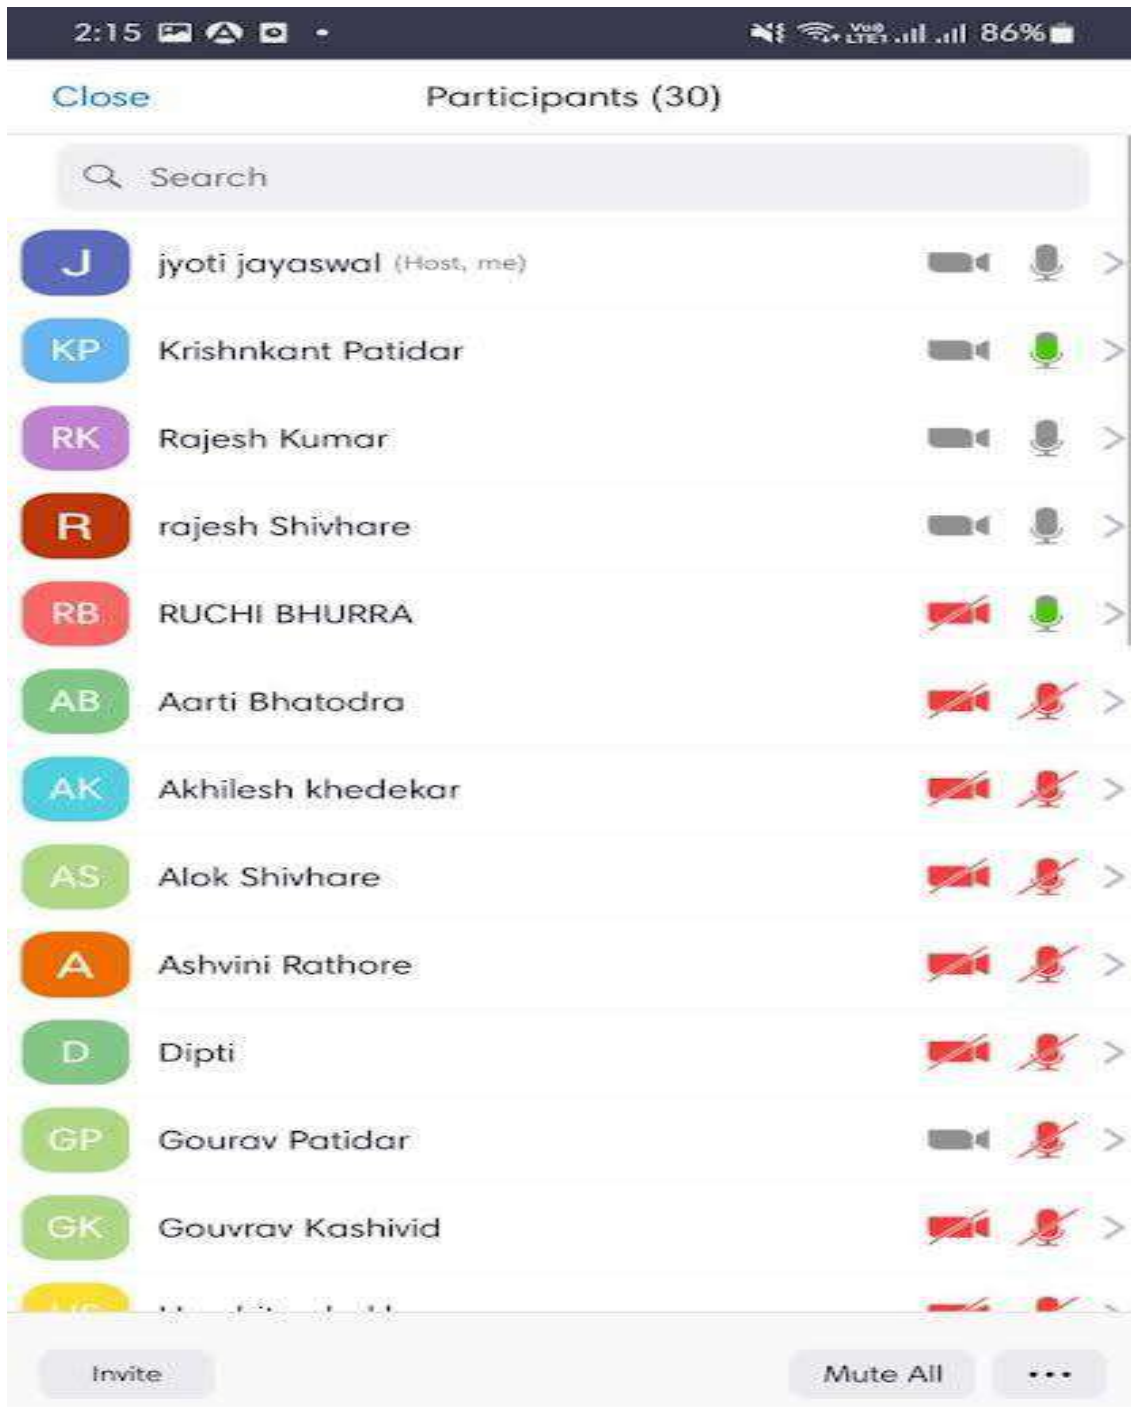 2:15 86%
Close Participants (30)
Search
J jyoti jayaswal (Host, me)
KP Krishnkant Patidar
RK Rajesh Kumar
R rajesh Shivhare
RB RUCHI BHURRA
AB Aarti Bhatodra
AK Akhilesh khedekar
AS Alok Shivhare
A Ashvini Rathore
D Dipti
GP Gourav Patidar
GK Gouvrav Kashivid
Invite Mute All ...